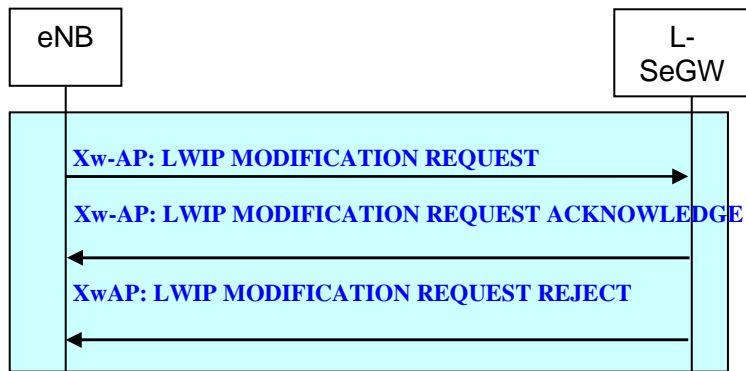 eNB
L-
SeGW
Xw-AP: LWIP MODIFICATION REQUEST
Xw-AP: LWIP MODIFICATION REQUEST ACKNOWLEDGE
XwAP: LWIP MODIFICATION REQUEST REJECT